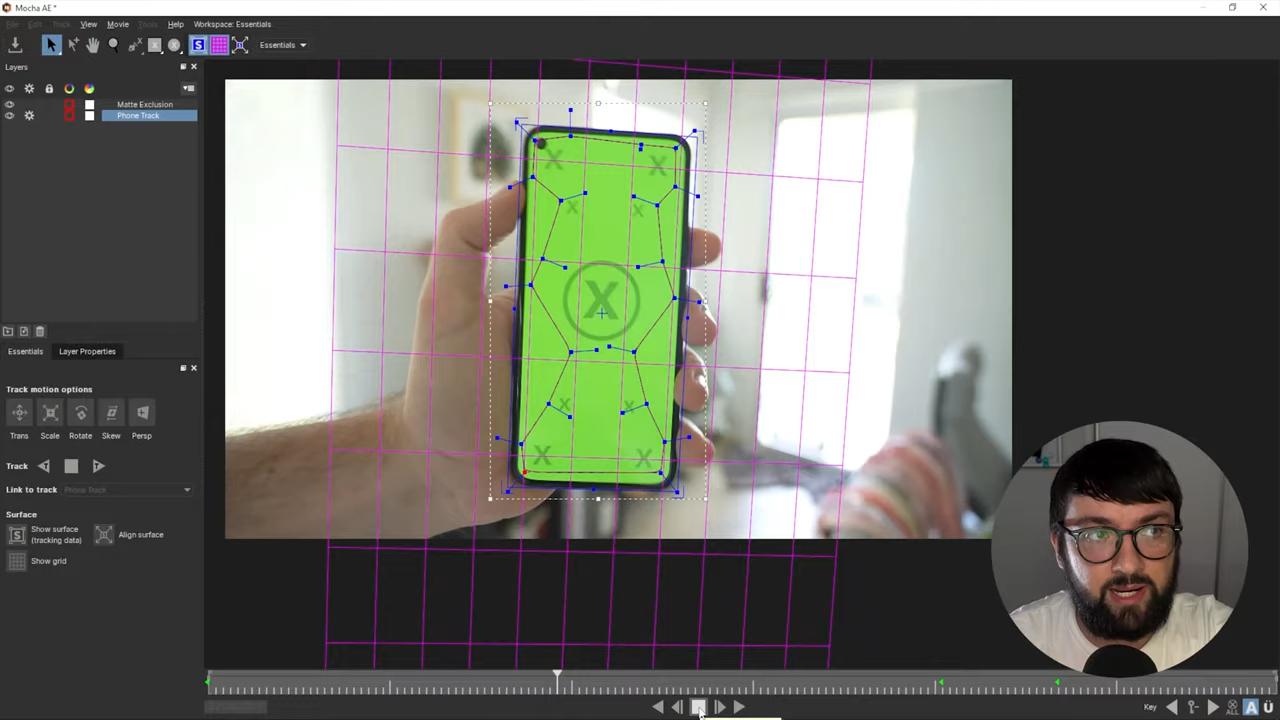 Mocha AE *
File Edit Track View Movie Tools Help Workspace: Essentials
Essentials
Layers
Matte Exclusion
Phone Track
Essentials Layer Properties
Track motion options
Trans Scale Rotate Skew Persp
Track
Link to track Phone Track
Surface
Show surface
(tracking data)
Align surface
Show grid
X X
X X
X
X X
X X
Key
ALL A Ü